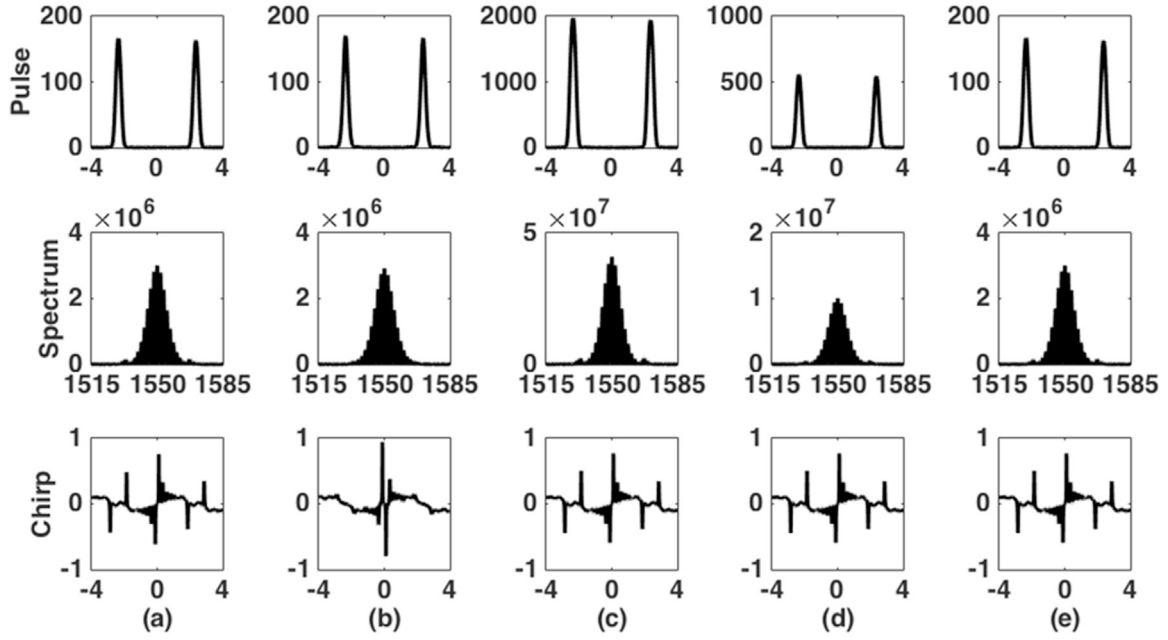 200 200 2000 1000 200
Pulse
100 100 1000 500 100
0 0 0 0 0
-4 0 4 -4 0 4 -4 0 4 -4 0 4 -4 0 4
×10^6 ×10^6 ×10^7 ×10^7 ×10^6
4 4 5 2 4
Spectrum
2 2 1 2
0 0 0 0 0
1515 1550 1585 1515 1550 1585 1515 1550 1585 1515 1550 1585 1515 1550 1585
1 1 1 1 1
Chirp
0 0 0 0 0
-1 -1 -1 -1 -1
-4 0 4 -4 0 4 -4 0 4 -4 0 4 -4 0 4
(a) (b) (c) (d) (e)